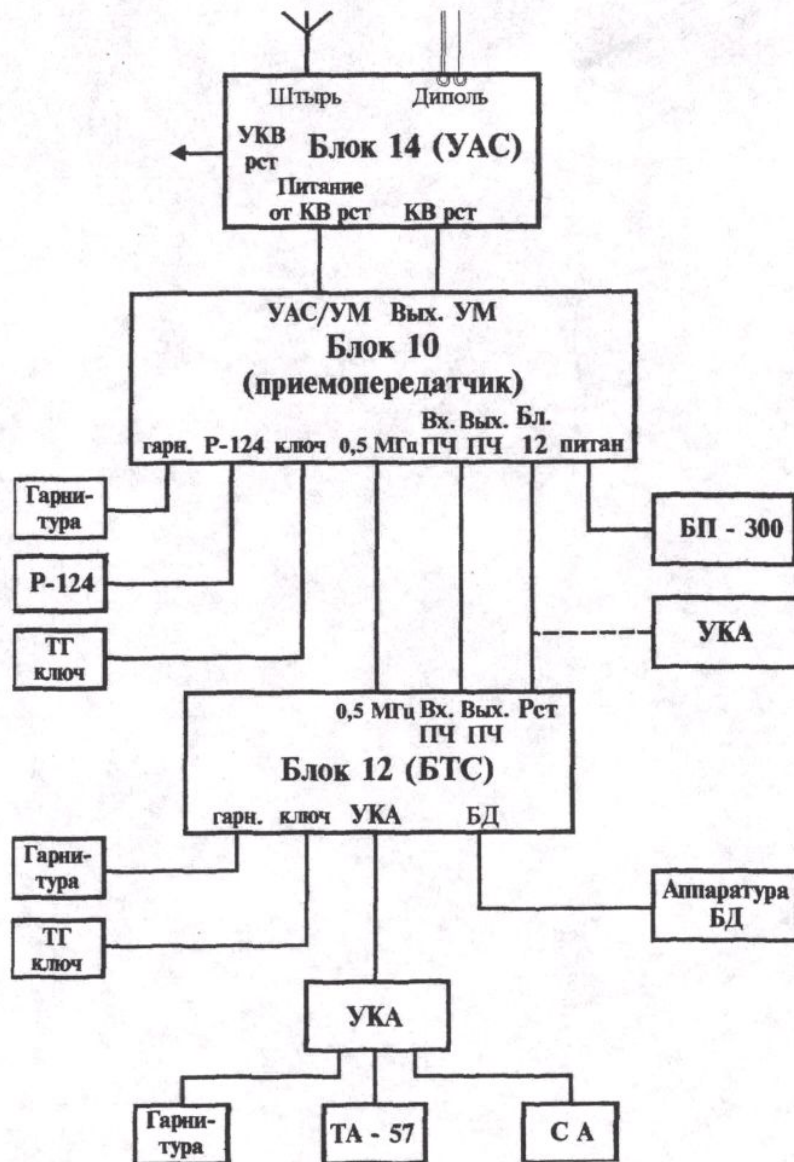 Штырь Диполь
УКВ
рст
Блок 14 (УАС)
Питание
от КВ рст КВ рст
УАС/УМ Вых. УМ
Блок 10
(приемопередатчик)
Вх. Вых. Бл.
гарн. Р-124 ключ 0,5 МГц ПЧ ПЧ 12 питан
Гарни-
тура
Р-124
ТГ
ключ
БП - 300
УКА
0,5 МГц Вх. Вых. Рст
ПЧ ПЧ
Блок 12 (БТС)
гарн. ключ УКА БД
Гарни-
тура
ТГ
ключ
Аппаратура
БД
УКА
Гарни-
тура
ТА - 57
С А